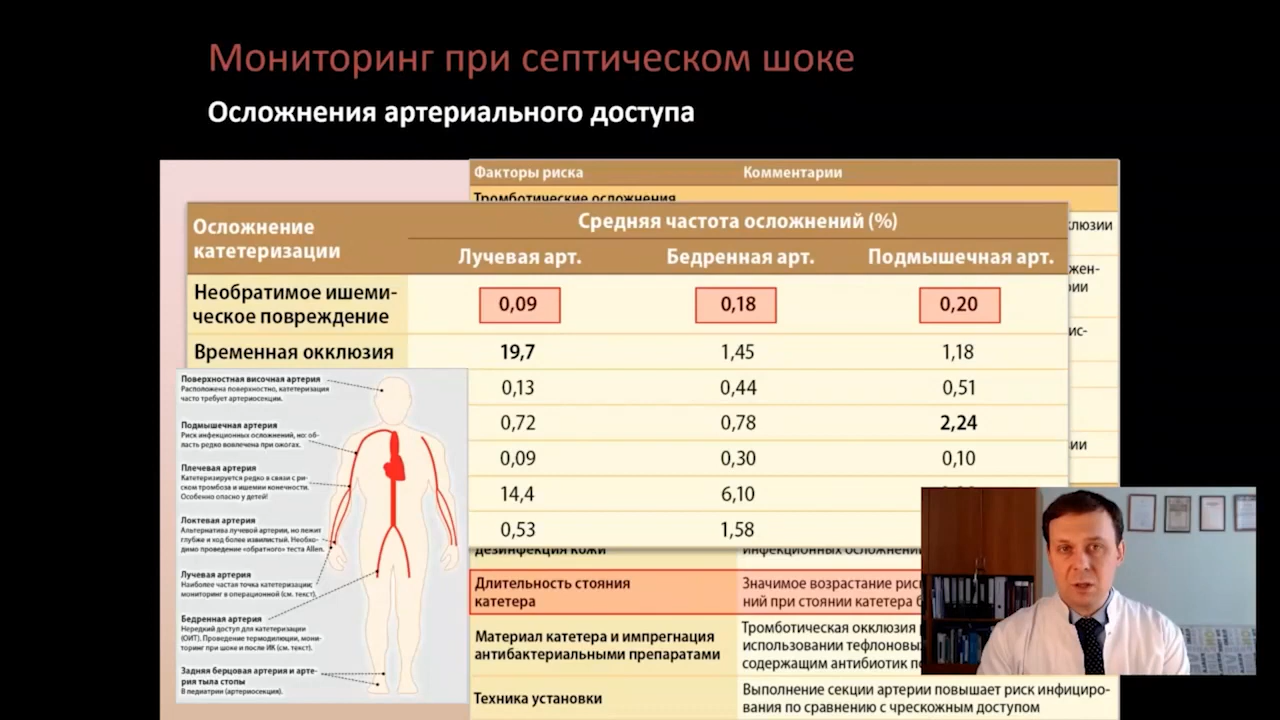 Мониторинг при септическом шоке
Осложнения артериального доступа
Факторы риска
Комментарии
Тромботические осложнения
Осложнение
катетеризации
Средняя частота осложнений (%)
Лучевая арт.
Бедренная арт.
Подмышечная арт.
Необратимое ишеми-
ческое повреждение
0,09
0,18
0,20
Временная окклюзия
19,7
1,45
1,18
0,13
0,44
0,51
0,72
0,78
2,24
0,09
0,30
0,10
14,4
6,10
0,53
1,58
Поверхностная височная артерия
Расположена поверхностно, катетеризация
часто требует артериосекции.
Подмышечная артерия
Риск инфекционных осложнений, но: об-
ласть редко вовлечена при ожогах.
Плечевая артерия
Катетеризируется редко в связи с ри-
ском тромбоза и ишемии конечности.
Особенно опасно у детей!
Локтевая артерия
Альтернатива лучевой артерии, но лежит
глубже и ход более извилистый. Необхо-
димо проведение «обратного» теста Allen.
Лучевая артерия
Наиболее частая точка катетеризации;
мониторинг в операционной (см. текст).
Бедренная артерия
Нередкий доступ для катетеризации
(ОИТ). Проведение термодилюции, мони-
торинг при шоке и после ИК (см. текст).
Задняя берцовая артерия и арте-
рия тыла стопы
В педиатрии (артериосекция).
клюзии
жен-
рии
ис-
ии
дезинфекция кожи
инфекционных осложнений
Длительность стояния
катетера
Значимое возрастание рис
ний при стоянии катетера б
Материал катетера и импрегнация
антибактериальными препаратами
Тромботическая окклюзия
использовании тефлоновы
содержащим антибиотик п
Техника установки
Выполнение секции артерии повышает риск инфициро-
вания по сравнению с чрескожным доступом